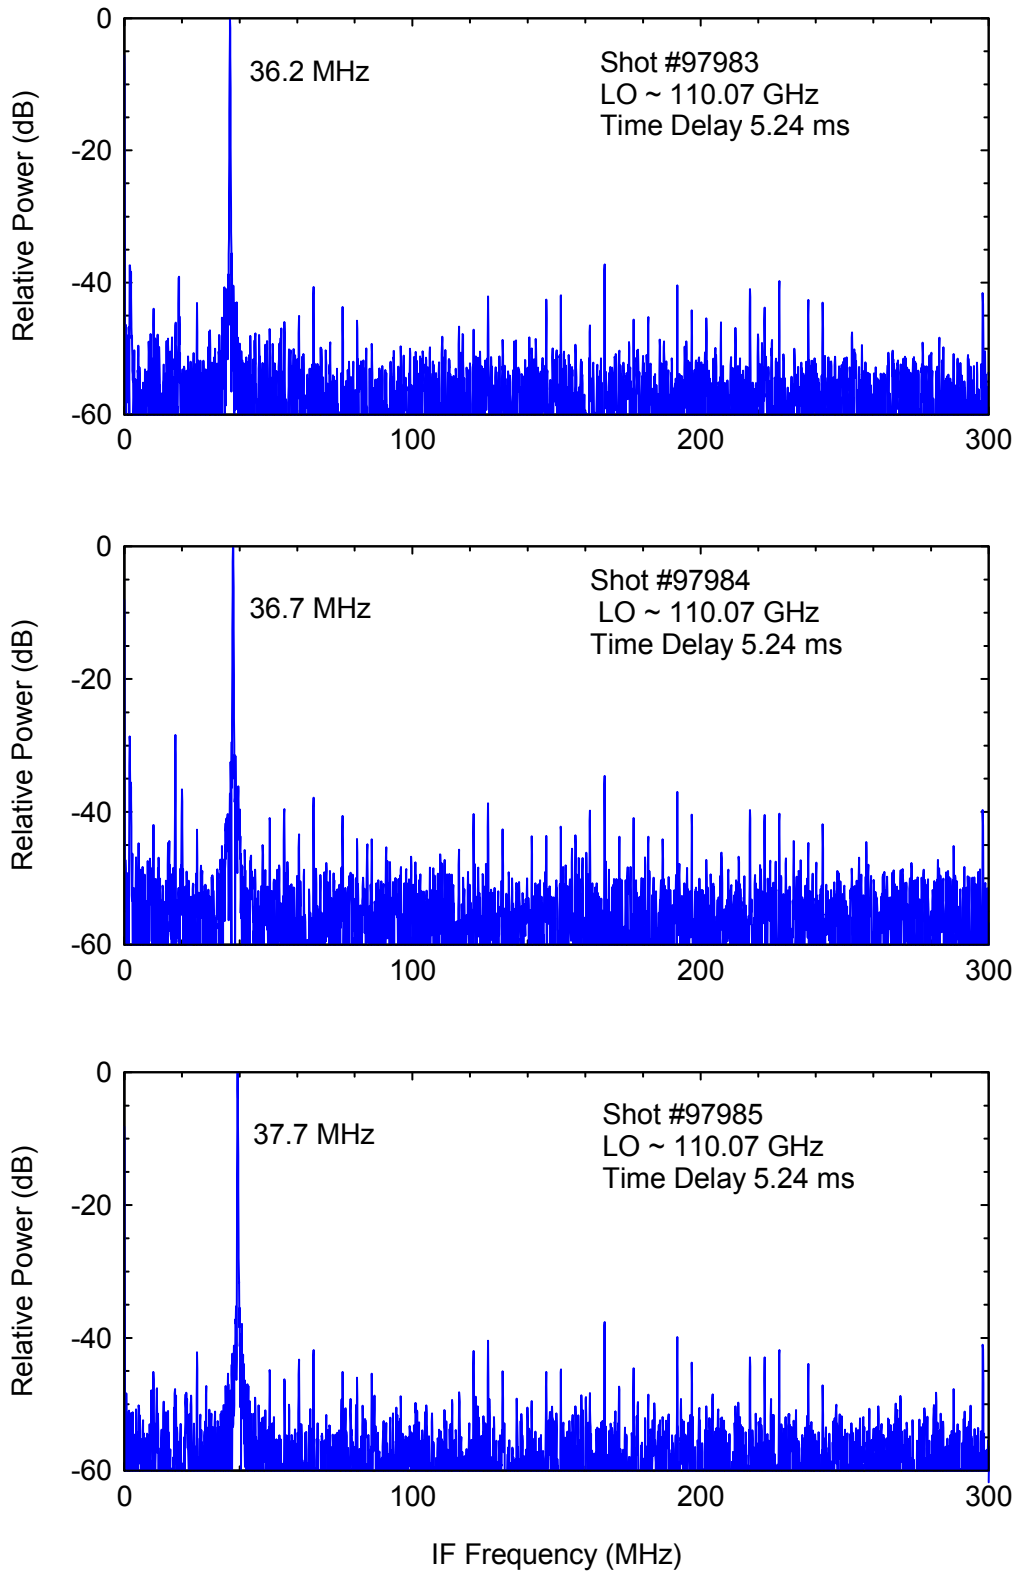 0
36.2 MHz
Shot #97983
LO ~ 110.07 GHz
Time Delay 5.24 ms
-20
-40
-60
Relative Power (dB)
0 100 200 300
0
36.7 MHz
Shot #97984
LO ~ 110.07 GHz
Time Delay 5.24 ms
-20
-40
-60
Relative Power (dB)
0 100 200 300
0
37.7 MHz
Shot #97985
LO ~ 110.07 GHz
Time Delay 5.24 ms
-20
-40
-60
Relative Power (dB)
0 100 200 300
IF Frequency (MHz)